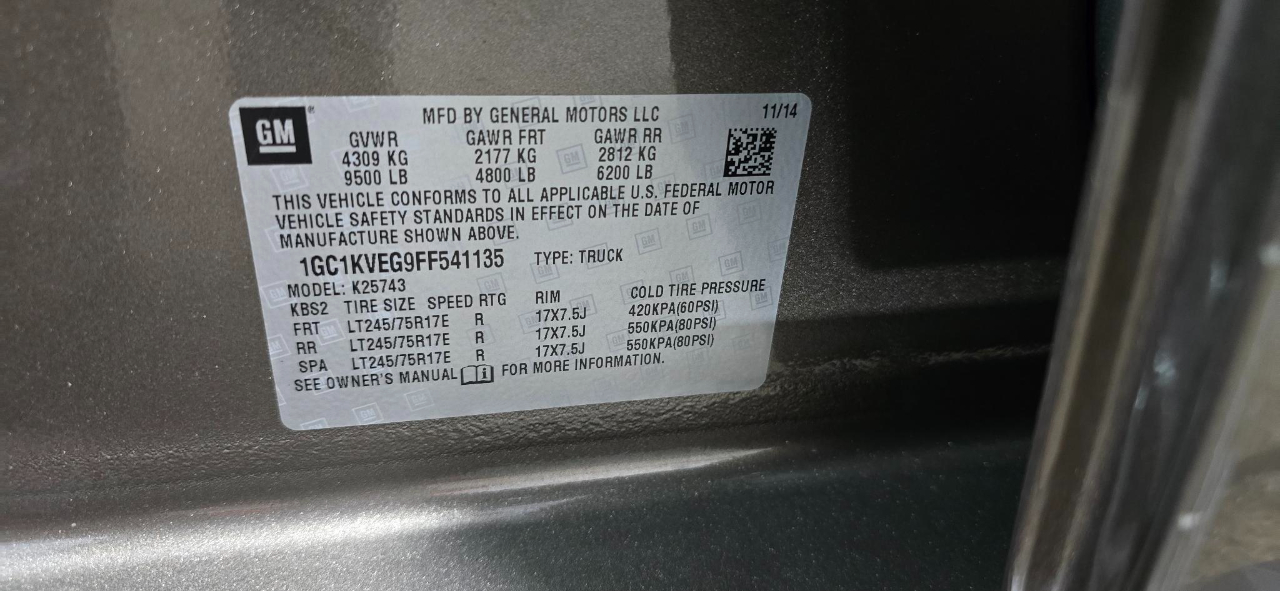 GM
MFD BY GENERAL MOTORS LLC 11/14
GVWR GAWR FRT GAWR RR
4309 KG 2177 KG 2812 KG
9500 LB 4800 LB 6200 LB
THIS VEHICLE CONFORMS TO ALL APPLICABLE U.S. FEDERAL MOTOR
VEHICLE SAFETY STANDARDS IN EFFECT ON THE DATE OF
MANUFACTURE SHOWN ABOVE.
1GC1KVEG9FF541135 TYPE: TRUCK
MODEL: K25743
KBS2 TIRE SIZE SPEED RTG RIM COLD TIRE PRESSURE
FRT LT245/75R17E R 17X7.5J 420KPA(60PSI)
RR LT245/75R17E R 17X7.5J 550KPA(80PSI)
SPA LT245/75R17E R 17X7.5J 550KPA(80PSI)
SEE OWNER'S MANUAL FOR MORE INFORMATION.